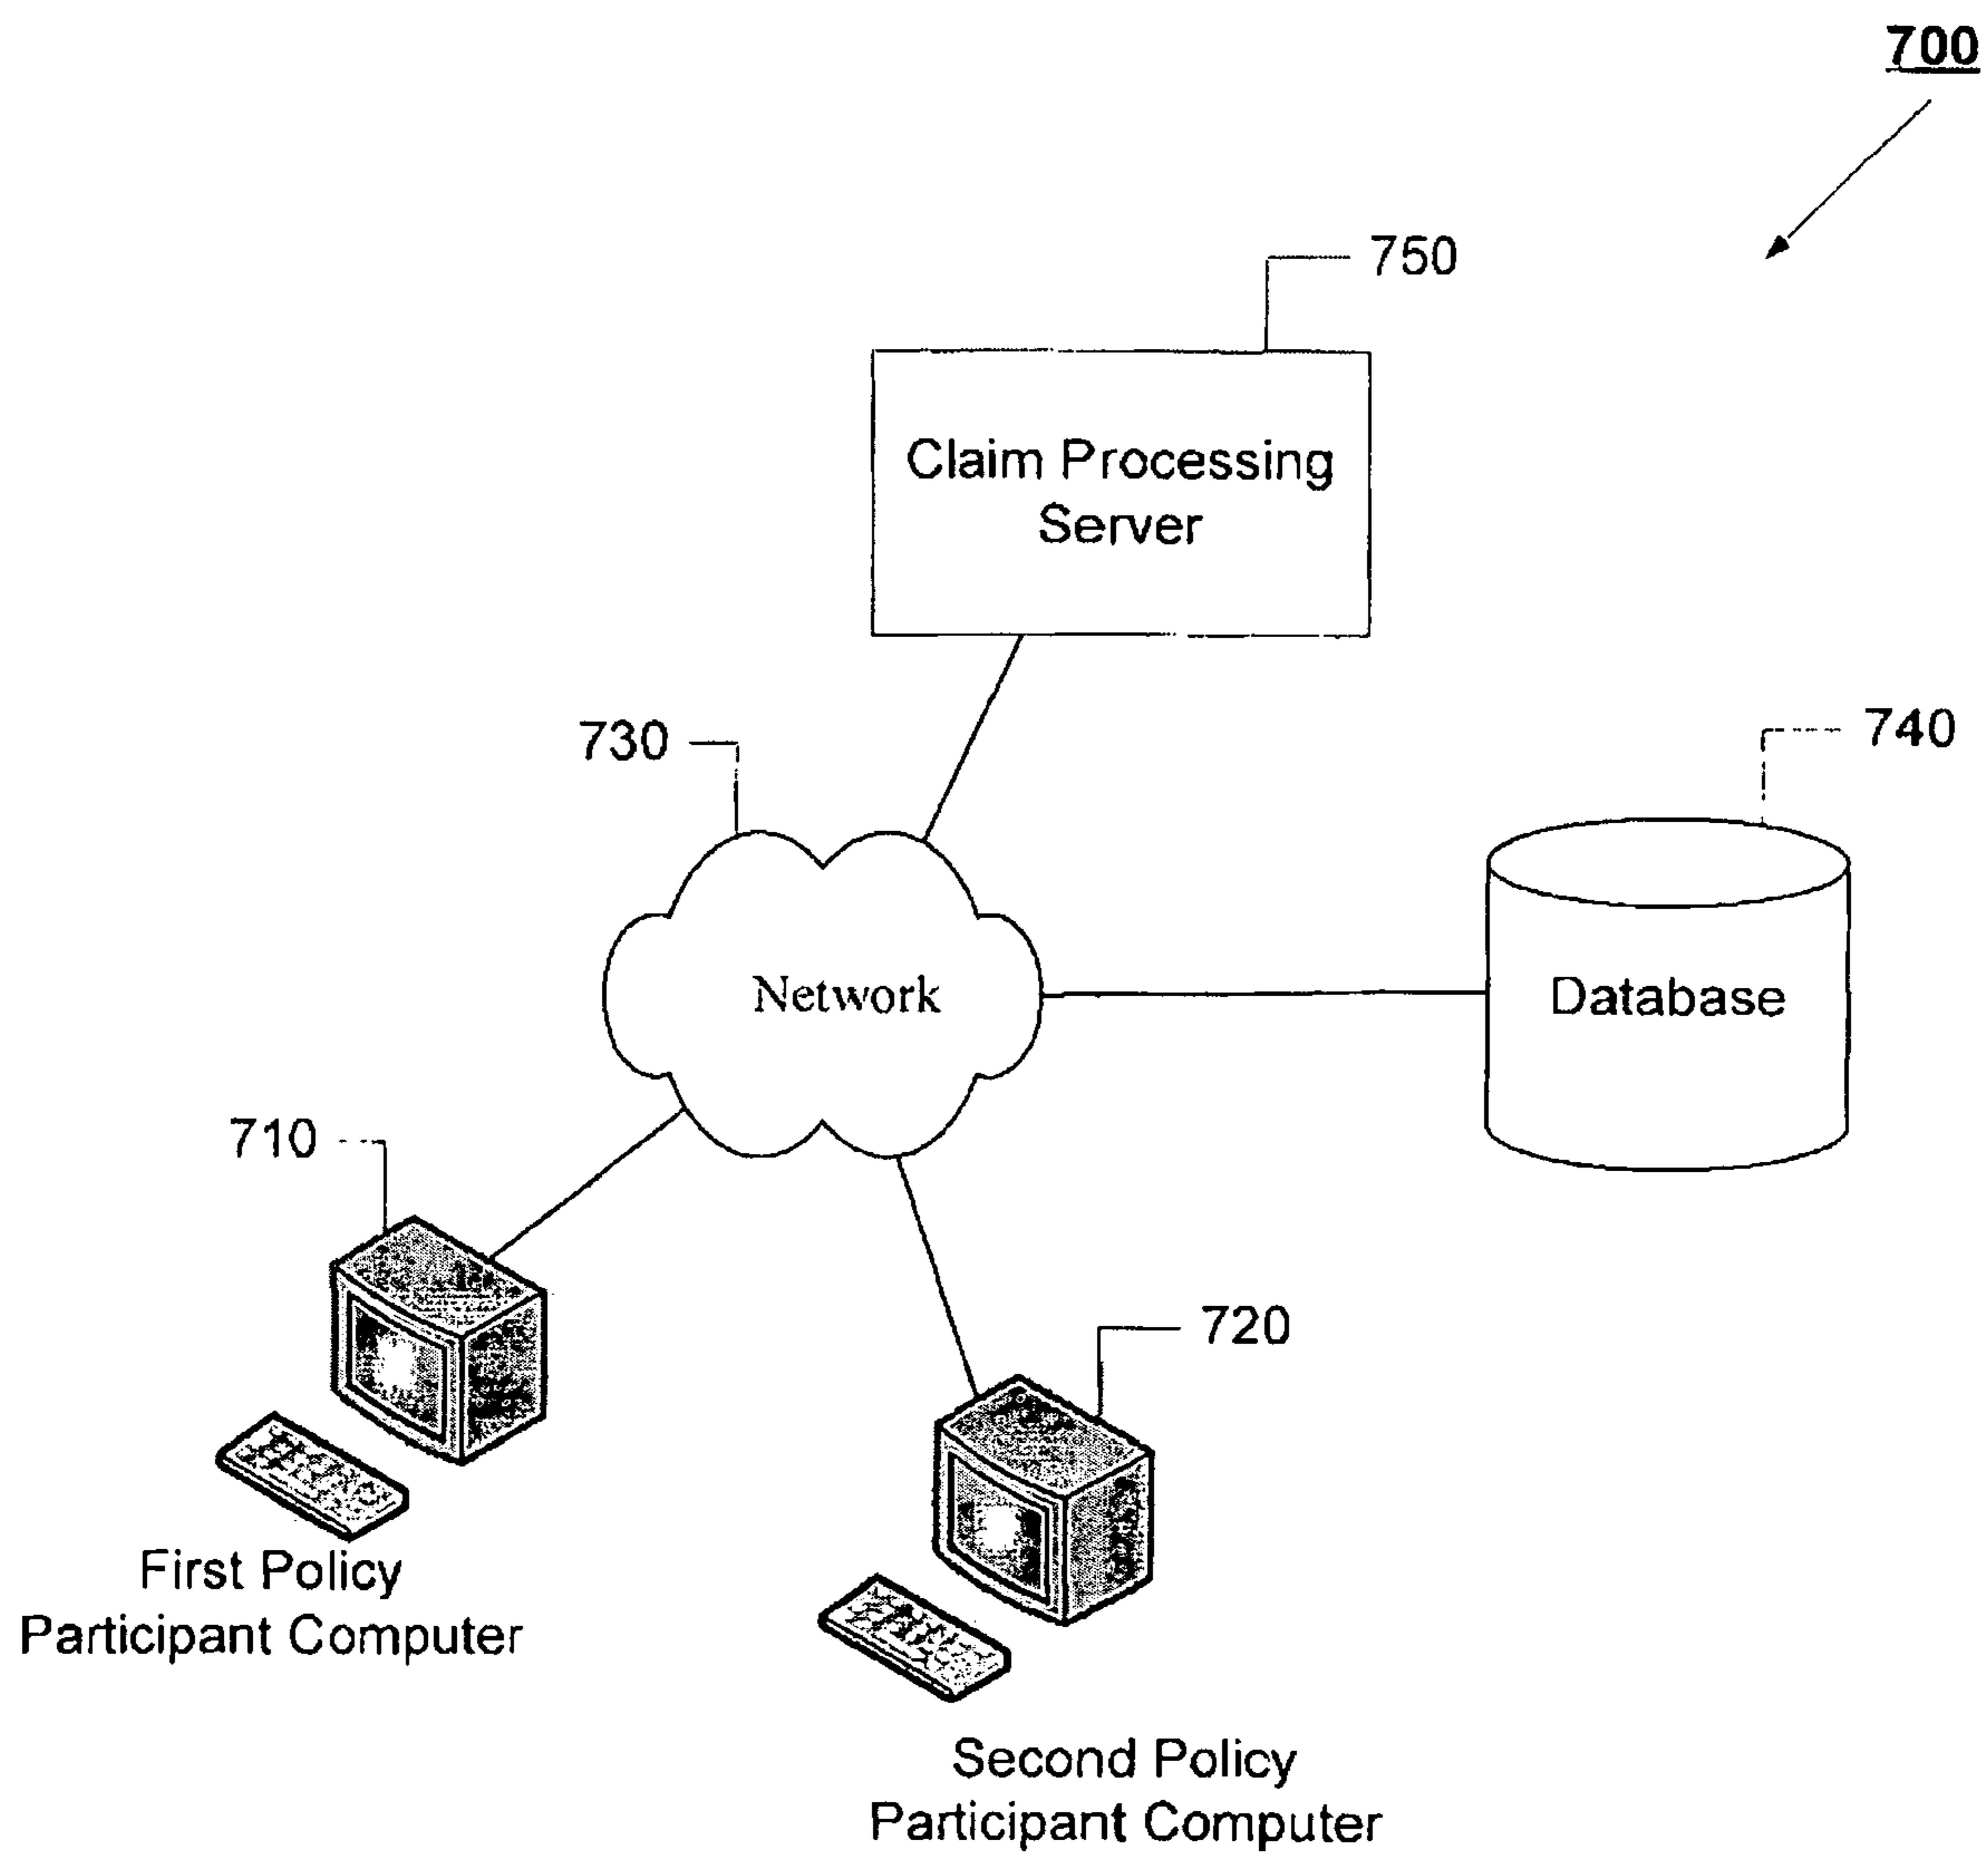 700
750
Claim Processing
Server
730
740
Network
Database
710
720
First Policy
Participant Computer
Second Policy
Participant Computer